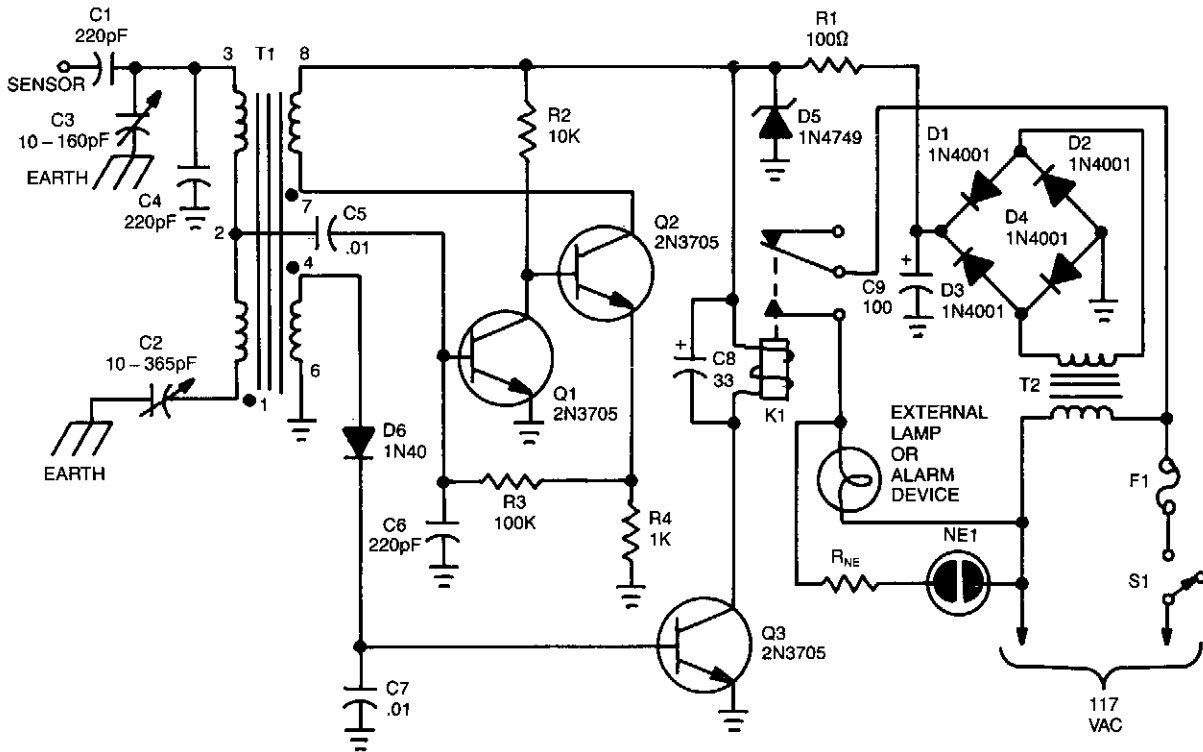 C1
220pF
SENSOR
C3
10–160pF
EARTH
C4
220pF
3
T1
8
2
7
4
1
6
C5
.01
C2
10–365pF
EARTH
R2
10K
Q2
2N3705
Q1
2N3705
D6
1N40
C6
220pF
R3
100K
R4
1K
C7
.01
Q3
2N3705
R1
100Ω
D5
1N4749
D1
1N4001
D2
1N4001
D4
1N4001
D3
1N4001
+
C9
100
+
C8
33
K1
T2
EXTERNAL
LAMP
OR
ALARM
DEVICE
RNE
NE1
F1
S1
117
VAC